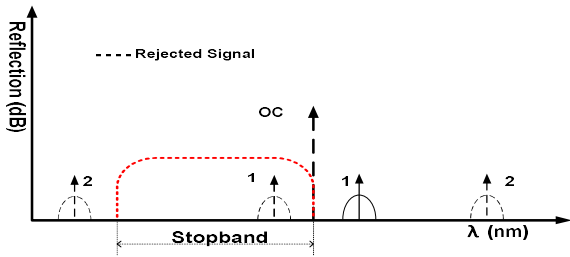 Reflection (dB)
Rejected Signal
OC
2
1
1
2
Stopband
λ (nm)